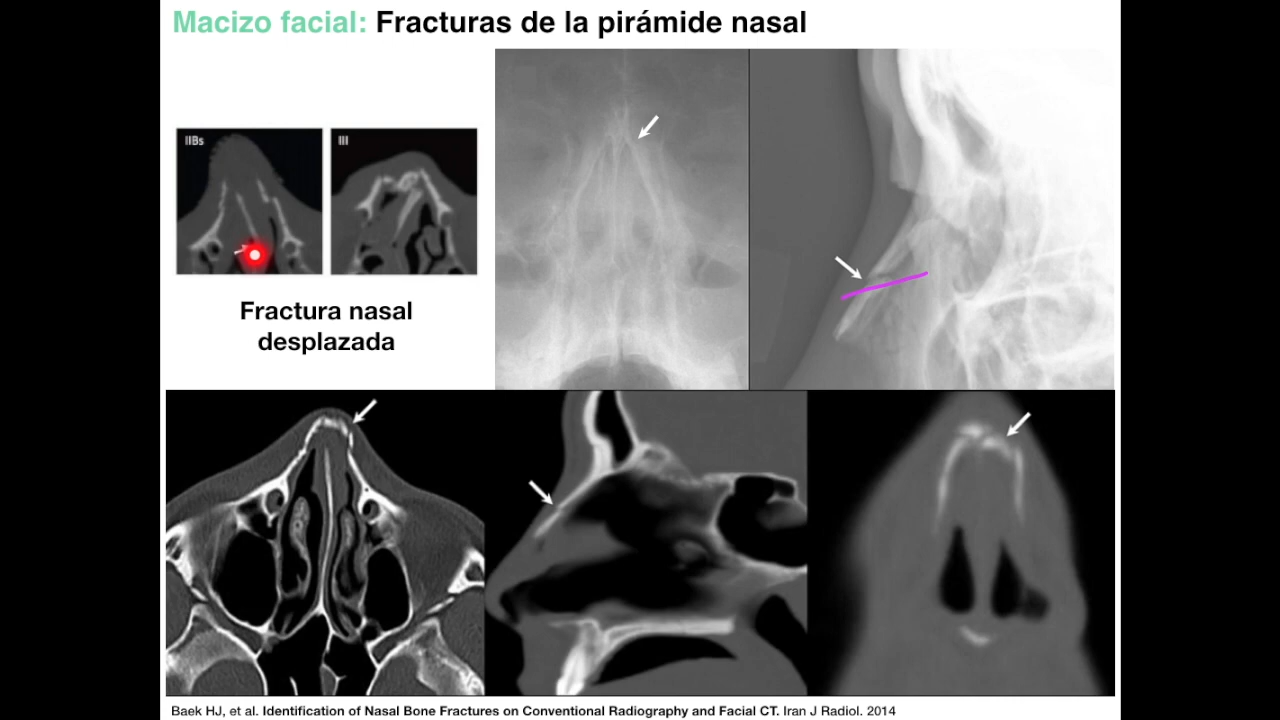 Macizo facial: Fracturas de la pirámide nasal
IIBs
III
Fractura nasal
desplazada
Baek HJ, et al. Identification of Nasal Bone Fractures on Conventional Radiography and Facial CT. Iran J Radiol. 2014